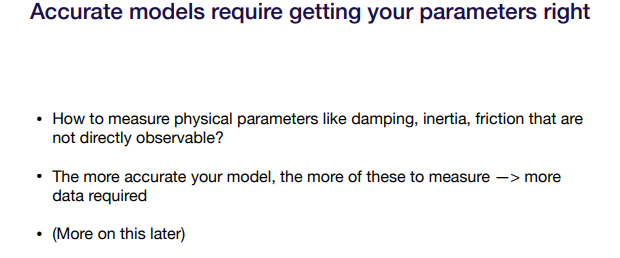 Accurate models require getting your parameters right
• How to measure physical parameters like damping, inertia, friction that are
not directly observable?
• The more accurate your model, the more of these to measure —> more
data required
• (More on this later)